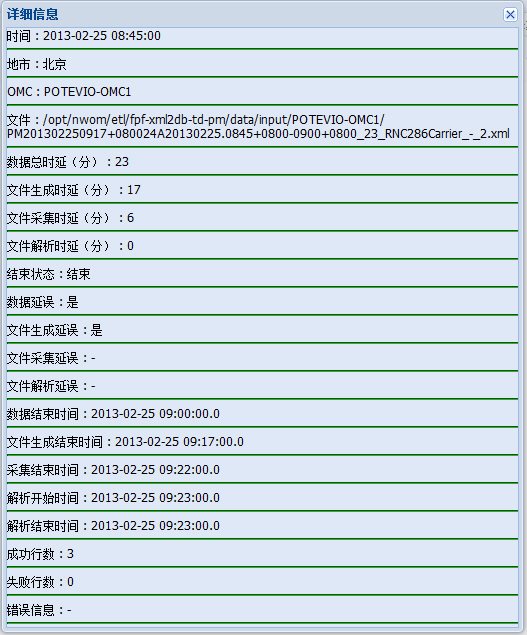 详细信息
时间：2013-02-25 08:45:00
地市：北京
OMC：POTEVIO-OMC1
文件：/opt/nwom/etl/fpf-xml2db-td-pm/data/input/POTEVIO-OMC1/
PM201302250917+080024A20130225.0845+0800-0900+0800_23_RNC286Carrier_-_2.xml
数据总时延（分）：23
文件生成时延（分）：17
文件采集时延（分）：6
文件解析时延（分）：0
结束状态：结束
数据延误：是
文件生成延误：是
文件采集延误：-
文件解析延误：-
数据结束时间：2013-02-25 09:00:00.0
文件生成结束时间：2013-02-25 09:17:00.0
采集结束时间：2013-02-25 09:22:00.0
解析开始时间：2013-02-25 09:23:00.0
解析结束时间：2013-02-25 09:23:00.0
成功行数：3
失败行数：0
错误信息：-